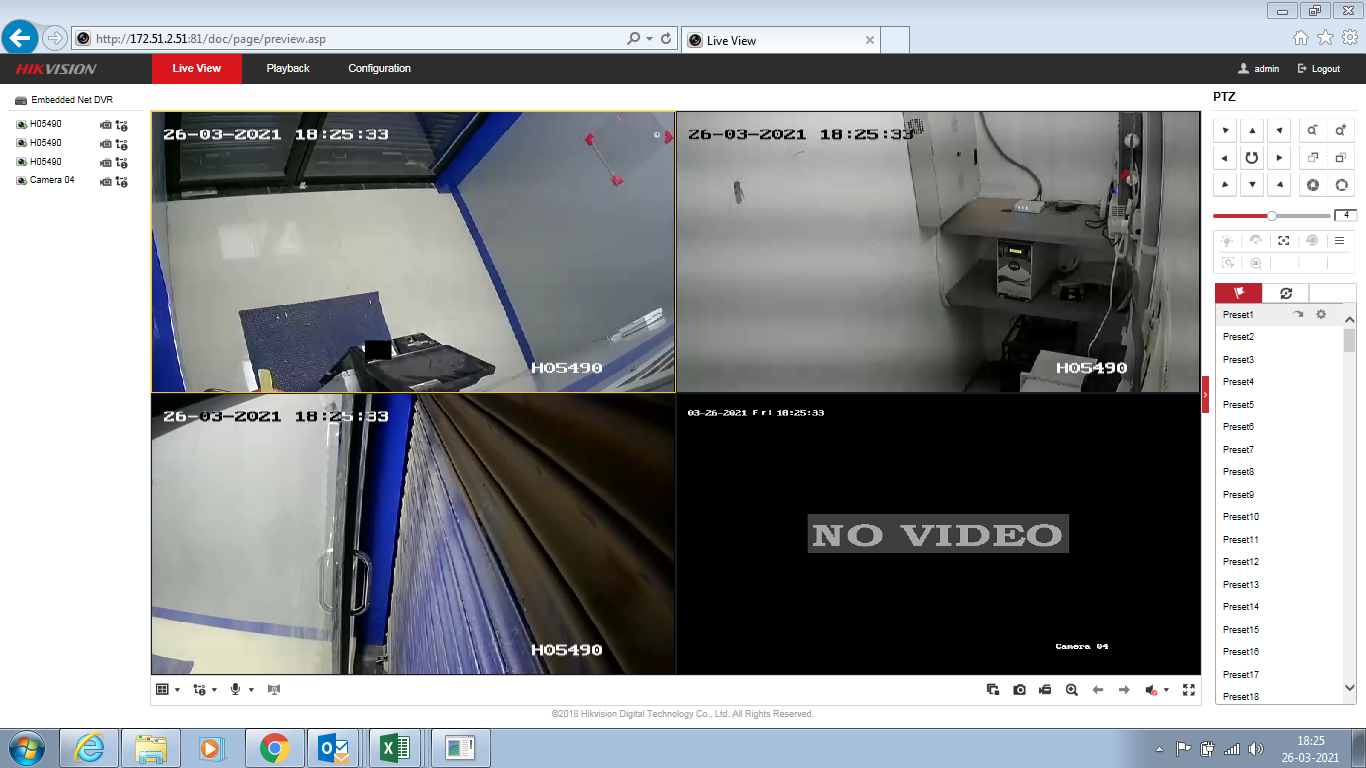 http://172.51.2.51:81/doc/page/preview.asp
Live View
HIKVISION
Live View
Playback
Configuration
admin
Logout
Embedded Net DVR
H05490
H05490
H05490
Camera 04
26-03-2021 18:25:33
H05490
26-03-2021 18:25:33
H05490
26-03-2021 18:25:33
H05490
03-26-2021 Fri 18:25:33
NO VIDEO
Camera 04
PTZ
4
Preset1
Preset2
Preset3
Preset4
Preset5
Preset6
Preset7
Preset8
Preset9
Preset10
Preset11
Preset12
Preset13
Preset14
Preset15
Preset16
Preset17
Preset18
©2018 Hikvision Digital Technology Co., Ltd. All Rights Reserved.
18:25
26-03-2021